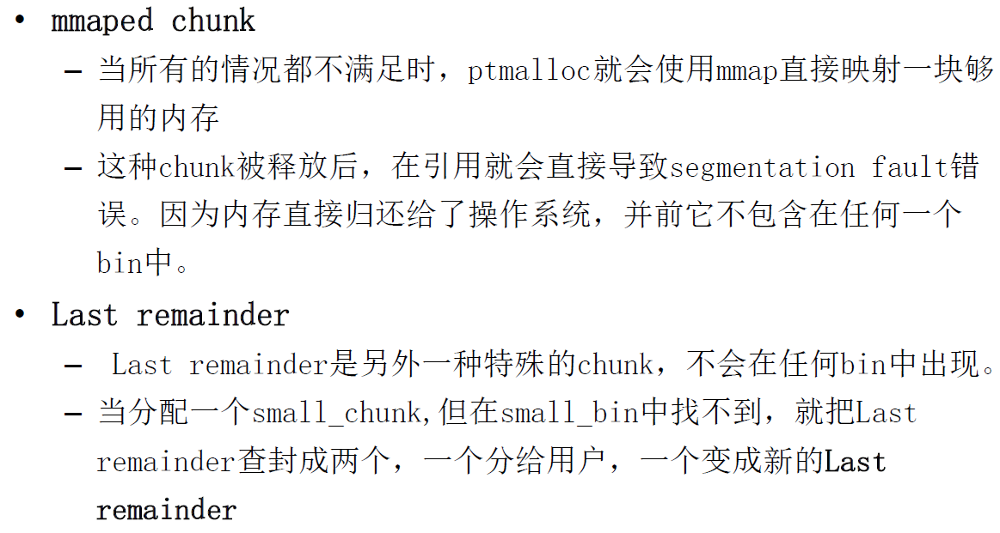 • mmaped chunk
– 当所有的情况都不满足时，ptmalloc就会使用mmap直接映射一块够
用的内存
– 这种chunk被释放后，在引用就会直接导致segmentation fault错
误。因为内存直接归还给了操作系统，并前它不包含在任何一个
bin中。
• Last remainder
– Last remainder是另外一种特殊的chunk，不会在任何bin中出现。
– 当分配一个small_chunk,但在small_bin中找不到，就把Last
remainder查封成两个，一个分给用户，一个变成新的Last
remainder